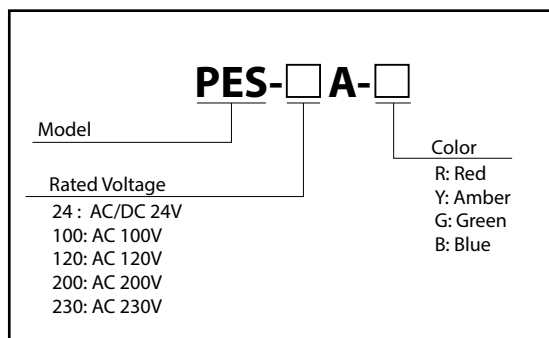 PES-□ A-□
Model
Rated Voltage
24 : AC/DC 24V
100: AC 100V
120: AC 120V
200: AC 200V
230: AC 230V
Color
R: Red
Y: Amber
G: Green
B: Blue